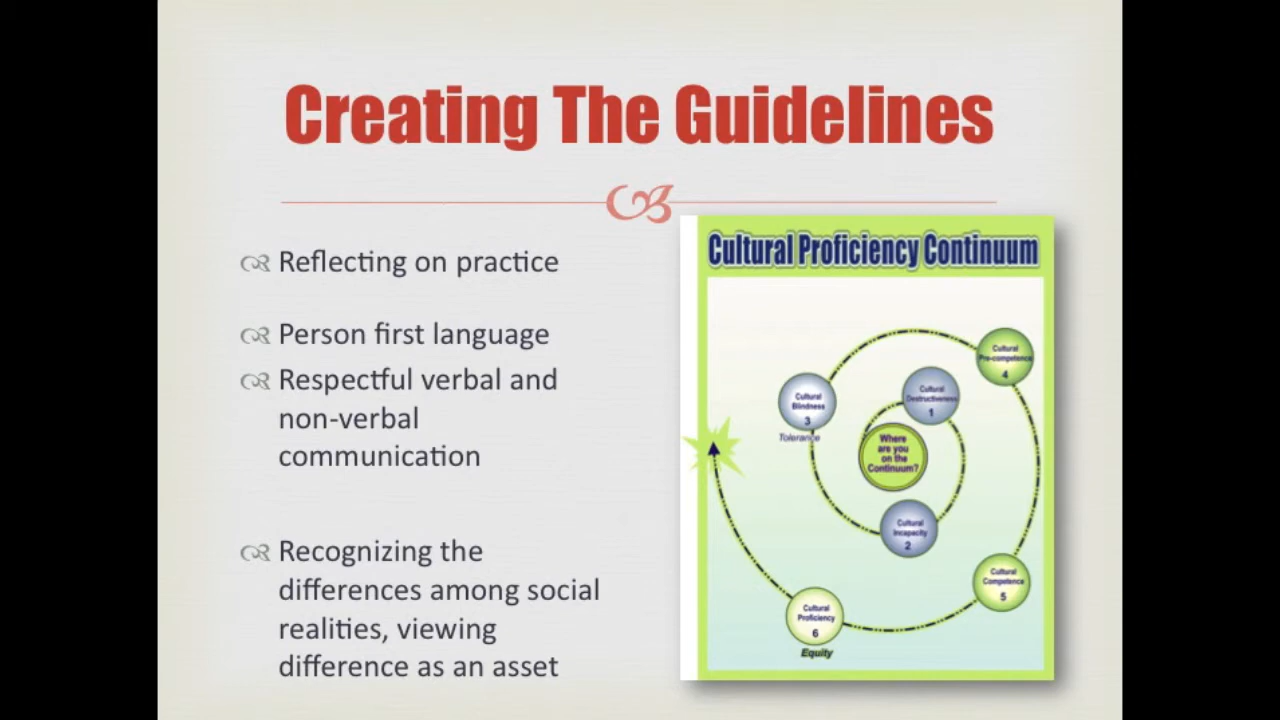 Creating The Guidelines
Reflecting on practice
Person first language
Respectful verbal and
non-verbal
communication
Recognizing the
differences among social
realities, viewing
difference as an asset
Cultural Proficiency Continuum
Cultural
Pre-competence
4
Cultural
Destructiveness
1
Cultural
Blindness
3
Tolerance
Where
are you
on the
Continuum?
Cultural
Incapacity
2
Cultural
Competence
5
Cultural
Proficiency
6
Equity